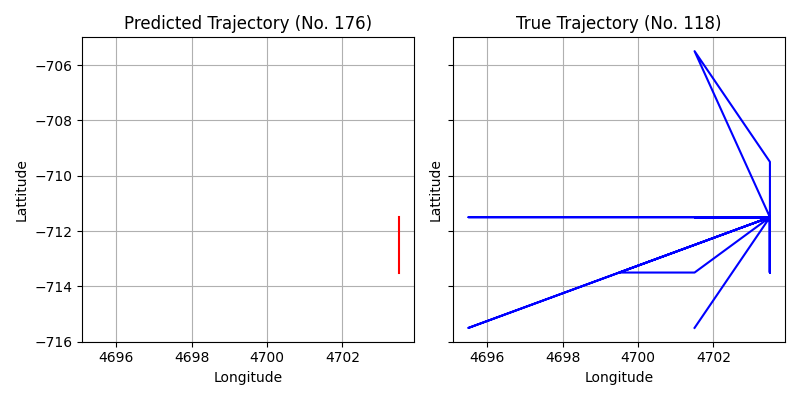 Predicted Trajectory (No. 176)
True Trajectory (No. 118)
Lattitude
−706
−708
−710
−712
−714
−716
4696
4698
4700
4702
Longitude
Lattitude
4696
4698
4700
4702
Longitude